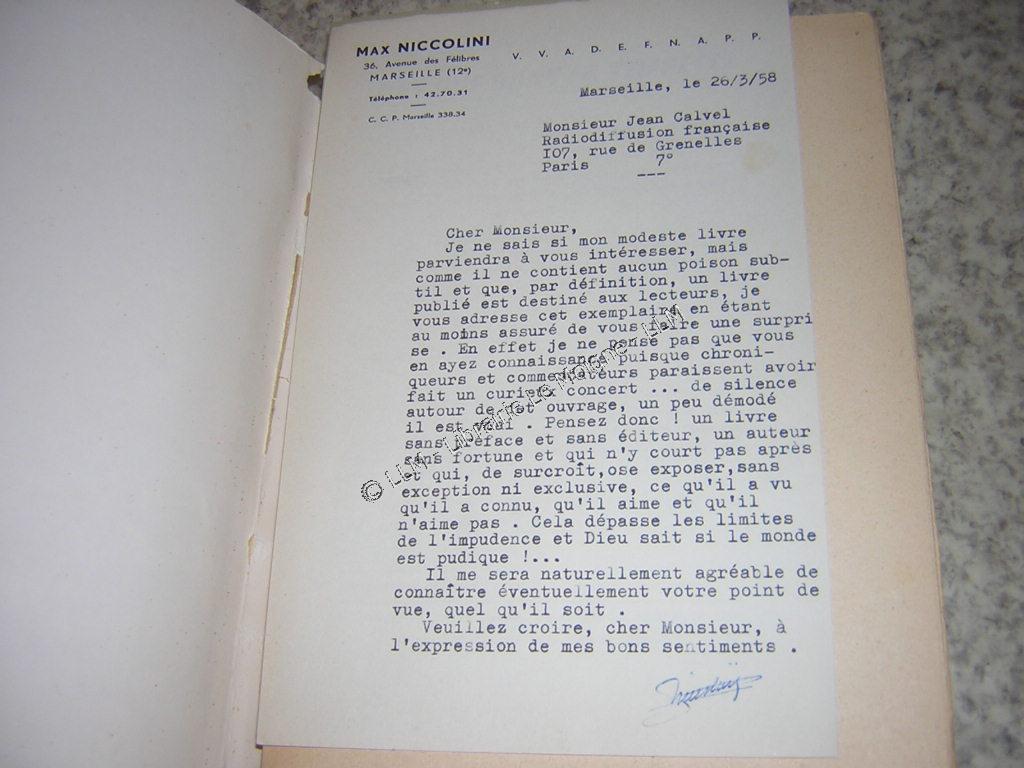 MAX NICCOLINI
36, Avenue des Félibres
MARSEILLE (12e)
Téléphone : 42.70.31
C. C. P. Marseille 338.34
V. V. A. D. E. F. N. A. P. P.
Marseille, le 26/3/58
Monsieur Jean Calvel
Radiodiffusion française
I07, rue de Grenelles
Paris 7°
---
Cher Monsieur,
Je ne sais si mon modeste livre
parviendra à vous intéresser, mais
comme il ne contient aucun poison sub-
til et que, par définition, un livre
publié est destiné aux lecteurs, je
vous adresse cet exemplaire en étant
au moins assuré de vous faire une surpri
se . En effet je ne pense pas que vous
en ayez connaissance puisque chroni-
queurs et commentateurs paraissent avoir
fait un curieux concert ... de silence
autour de cet ouvrage, un peu démodé
il est vrai . Pensez donc ! un livre
sans préface et sans éditeur, un auteur
sans fortune et qui n'y court pas après
et qui, de surcroît,ose exposer,sans
exception ni exclusive, ce qu'il a vu
qu'il a connu, qu'il aime et qu'il
n'aime pas . Cela dépasse les limites
de l'impudence et Dieu sait si le monde
est pudique !...
Il me sera naturellement agréable de
connaître éventuellement votre point de
vue, quel qu'il soit .
Veuillez croire, cher Monsieur, à
l'expression de mes bons sentiments .
© LLM - Librairie Le Moisne - LLM